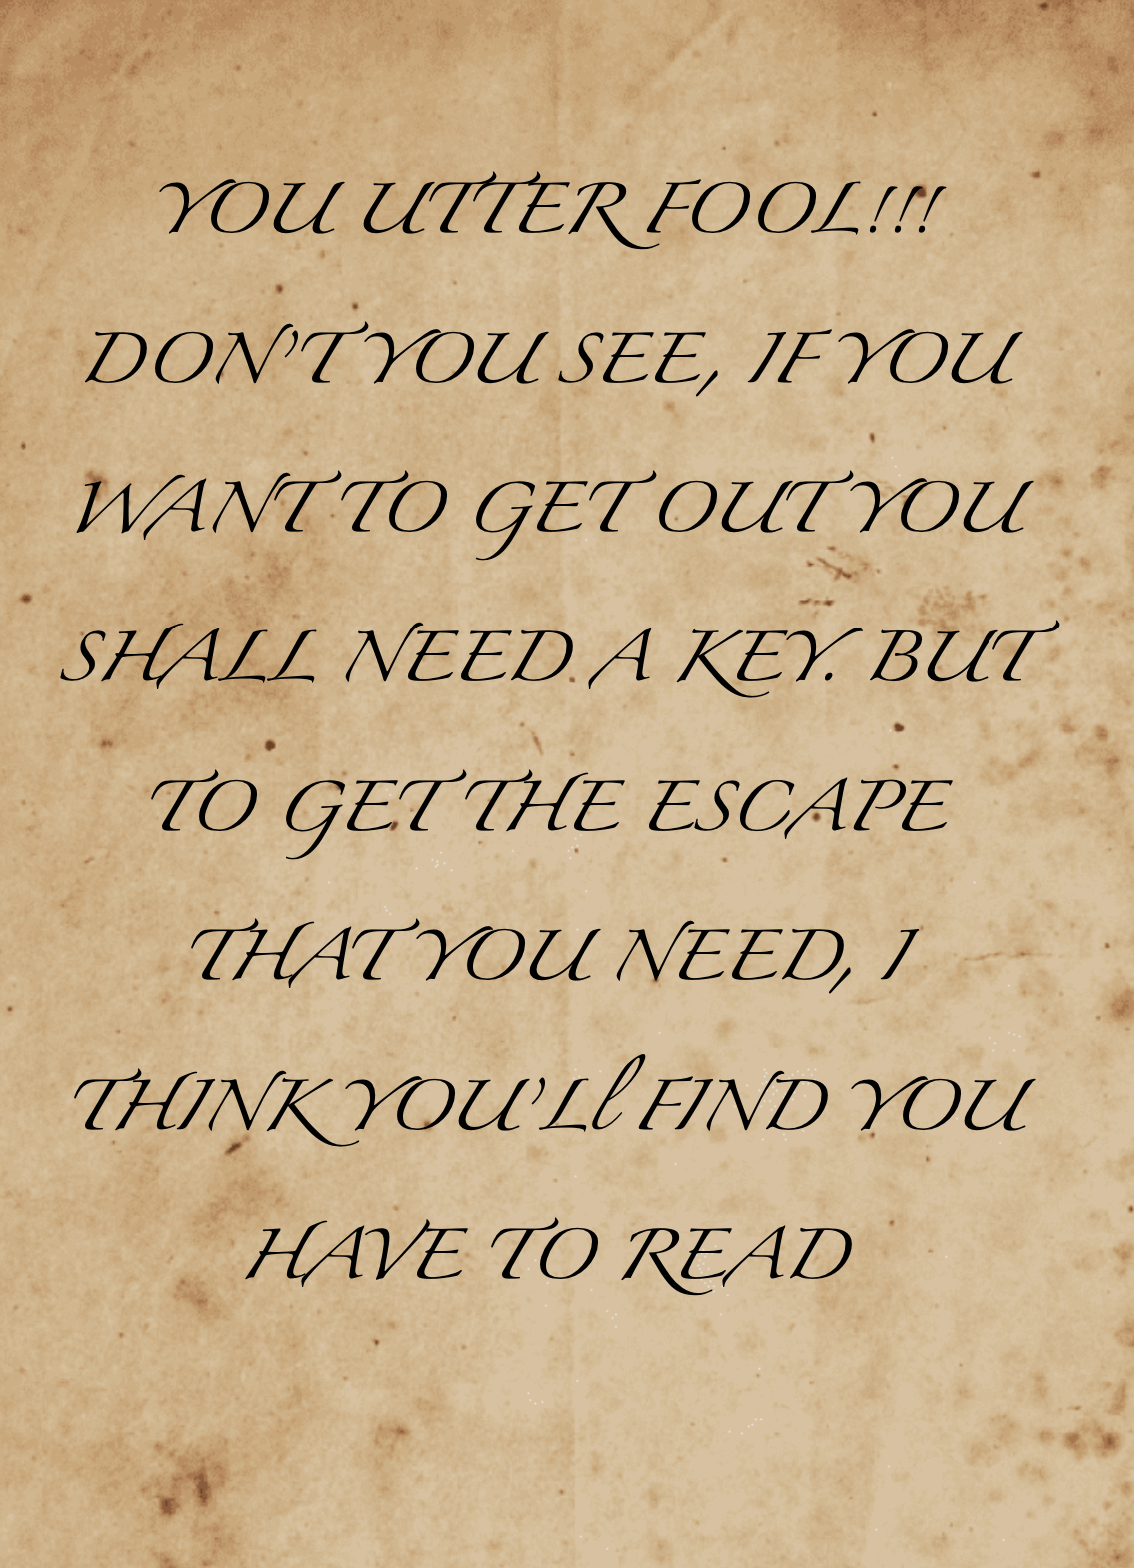 YOU UTTER FOOL!!!
DON'T YOU SEE, IF YOU
WANT TO GET OUT YOU
SHALL NEED A KEY. BUT
TO GET THE ESCAPE
THAT YOU NEED, I
THINK YOU'Ll FIND YOU
HAVE TO READ